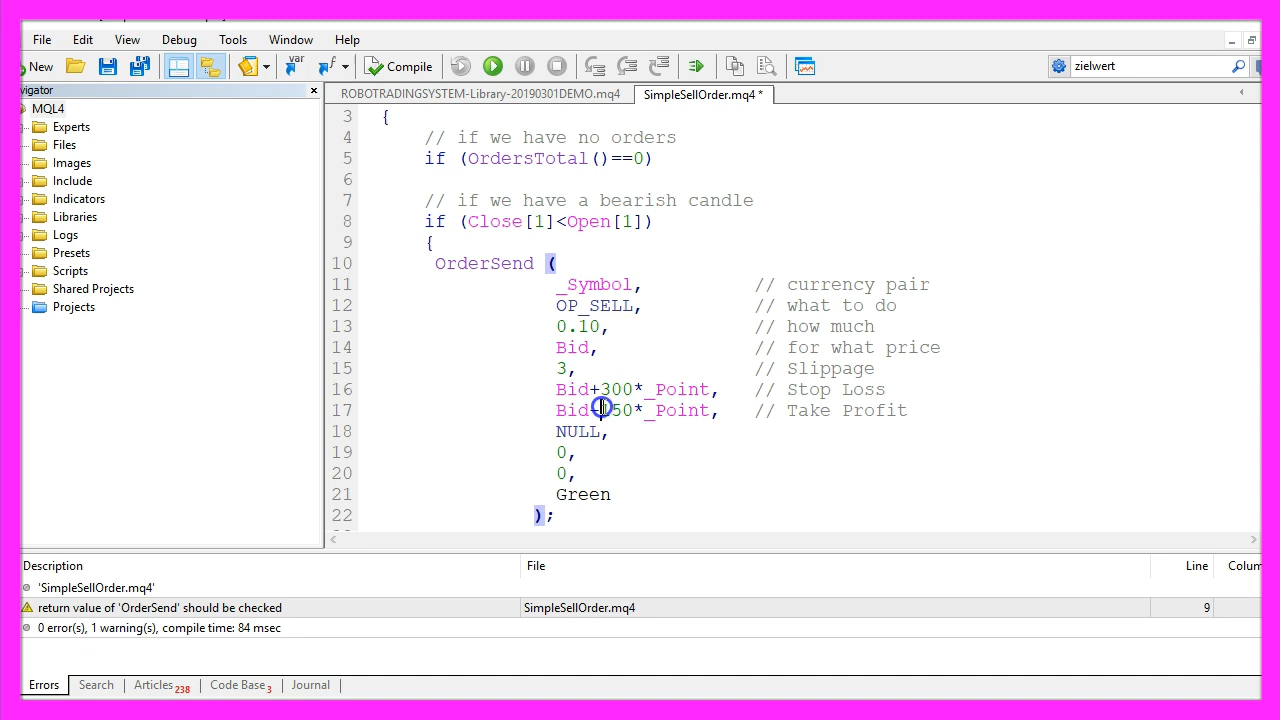 File Edit View Debug Tools Window Help
New Compile zielwert
avigator
ROBOTRADINGSYSTEM-Library-20190301DEMO.mq4 SimpleSellOrder.mq4 *
MQL4
Experts
Files
Images
Include
Indicators
Libraries
Logs
Presets
Scripts
Shared Projects
Projects
3 {
4 // if we have no orders
5 if (OrdersTotal()==0)
6
7 // if we have a bearish candle
8 if (Close[1]<Open[1])
9 {
10 OrderSend (
11 _Symbol, // currency pair
12 OP_SELL, // what to do
13 0.10, // how much
14 Bid, // for what price
15 3, // Slippage
16 Bid+300*_Point, // Stop Loss
17 Bid+150*_Point, // Take Profit
18 NULL,
19 0,
20 0,
21 Green
22 );
Description File Line Colum
'SimpleSellOrder.mq4'
return value of 'OrderSend' should be checked SimpleSellOrder.mq4 9
0 error(s), 1 warning(s), compile time: 84 msec
Errors Search Articles 238 Code Base 3 Journal